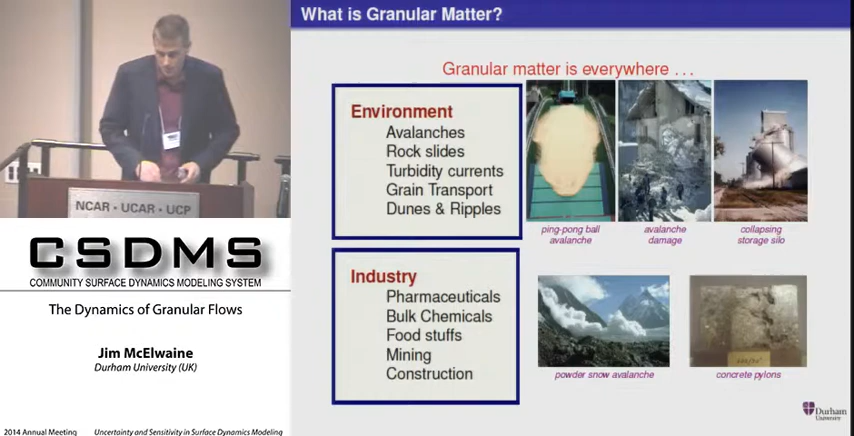 What is Granular Matter?
Granular matter is everywhere ...
Environment
Avalanches
Rock slides
Turbidity currents
Grain Transport
Dunes & Ripples
ping-pong ball
avalanche
avalanche
damage
collapsing
storage silo
Industry
Pharmaceuticals
Bulk Chemicals
Food stuffs
Mining
Construction
powder snow avalanche
concrete pylons
Durham
University
NCAR · UCAR · UCP
CSDMS
COMMUNITY SURFACE DYNAMICS MODELING SYSTEM
The Dynamics of Granular Flows
Jim McElwaine
Durham University (UK)
2014 Annual Meeting
Uncertainty and Sensitivity in Surface Dynamics Modeling